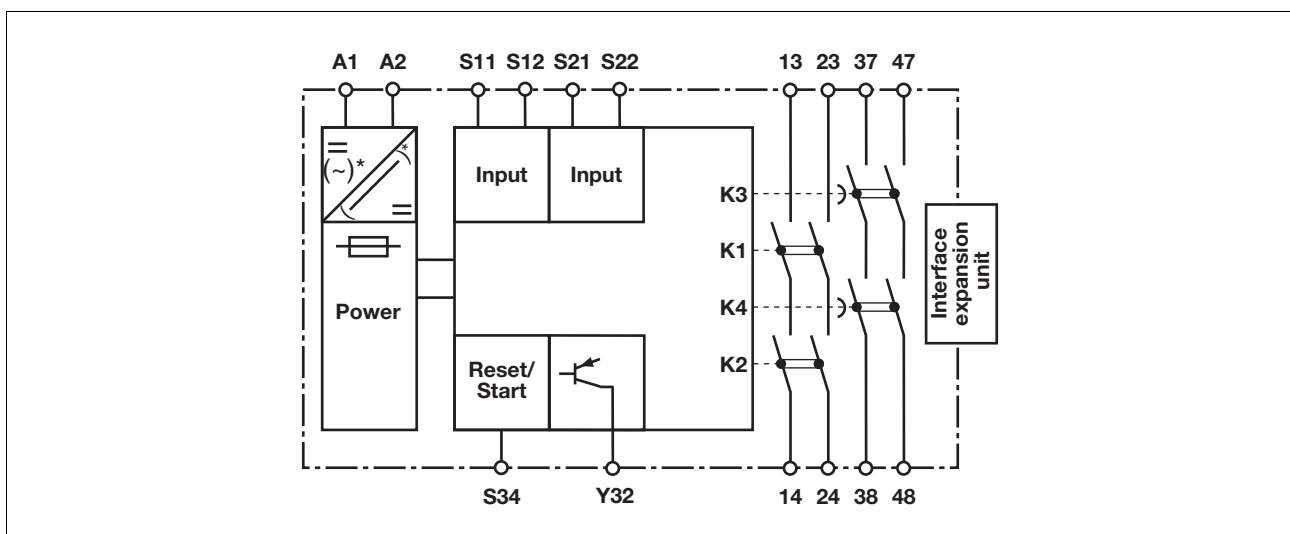 A1 A2 S11 S12 S21 S22 13 23 37 47
= (~)* * =
Input Input
K3
K1
Interface
expansion
unit
K4
Power
Reset/
Start
K2
S34 Y32 14 24 38 48